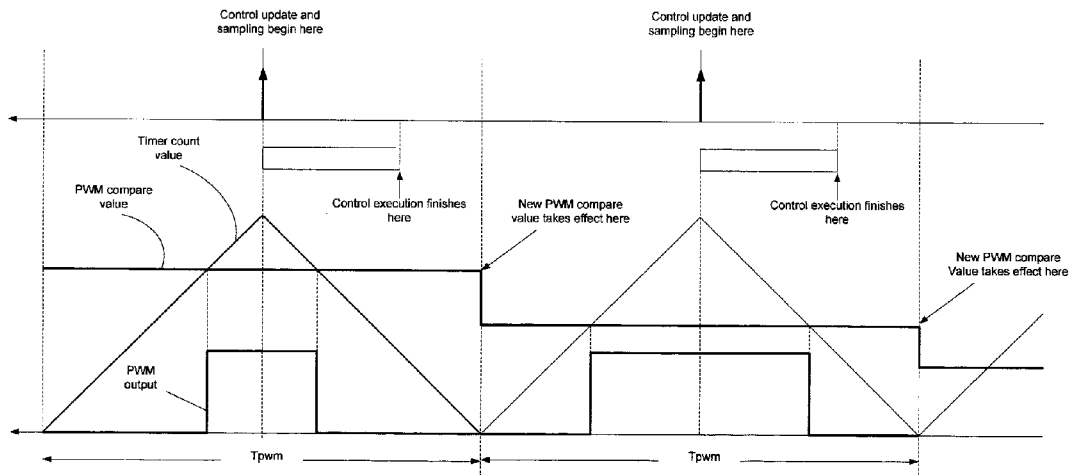 Control update and
sampling begin here
Control update and
sampling begin here
Timer count
value
PWM compare
value
Control execution finishes
here
New PWM compare
value takes effect here
Control execution finishes
here
New PWM compare
Value takes effect here
PWM
output
Tpwm
Tpwm